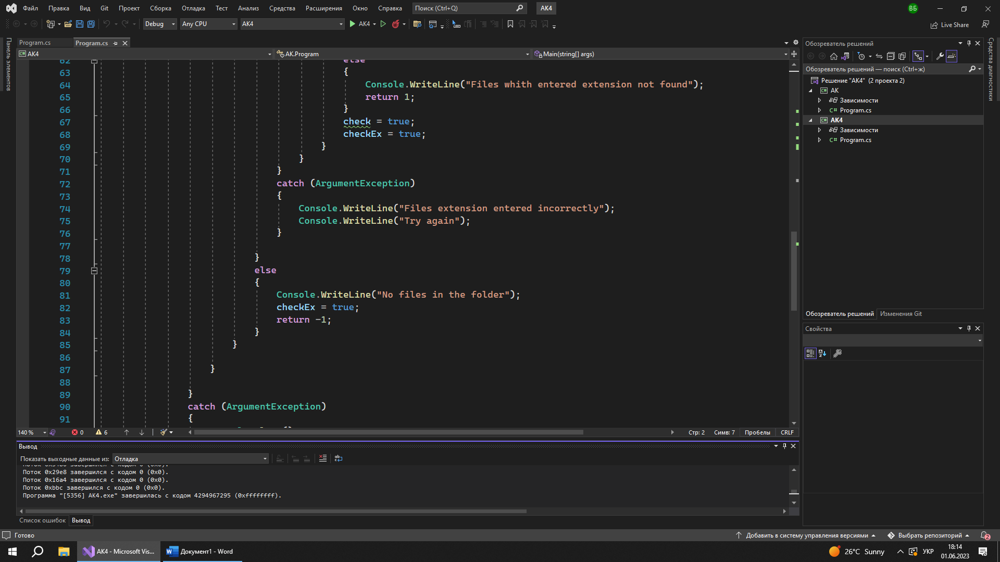 Файл Правка Вид Git Проект Сборка Отладка Тест Анализ Средства Расширения Окно Справка Поиск (Ctrl+Q) AK4 ВБ
Debug Any CPU AK4 AK4 Live Share
Панель элементов
Program.cs Program.cs
AK4 AK.Program Main(string[] args)
62 else
63 {
64 Console.WriteLine("Files whith entered extension not found");
65 return 1;
66 }
67 check = true;
68 checkEx = true;
69 }
70 }
71 }
72 catch (ArgumentException)
73 {
74 Console.WriteLine("Files extension entered incorrectly");
75 Console.WriteLine("Try again");
76 }
77
78 }
79 else
80 {
81 Console.WriteLine("No files in the folder");
82 checkEx = true;
83 return -1;
84 }
85 }
86
87 }
88
89 }
90 catch (ArgumentException)
91 {
140 % 0 6 Стр: 2 Симв: 7 Пробелы CRLF
Вывод
Показать выходные данные из: Отладка
Поток 0x29e8 завершился с кодом 0 (0x0).
Поток 0x16a4 завершился с кодом 0 (0x0).
Поток 0xbbc завершился с кодом 0 (0x0).
Программа "[5356] AK4.exe" завершилась с кодом 4294967295 (0xffffffff).
Список ошибок Вывод
Обозреватель решений
Обозреватель решений — поиск (Ctrl+ж)
Решение "AK4" (2 проекта 2)
C# AK
Зависимости
C# Program.cs
C# AK4
Зависимости
C# Program.cs
Обозреватель решений Изменения Git
Свойства
Средства диагностики
Готово Добавить в систему управления версиями Выбрать репозиторий 2
AK4 - Microsoft Vis... Документ1 - Word 26°C Sunny УКР 18:14
01.06.2023